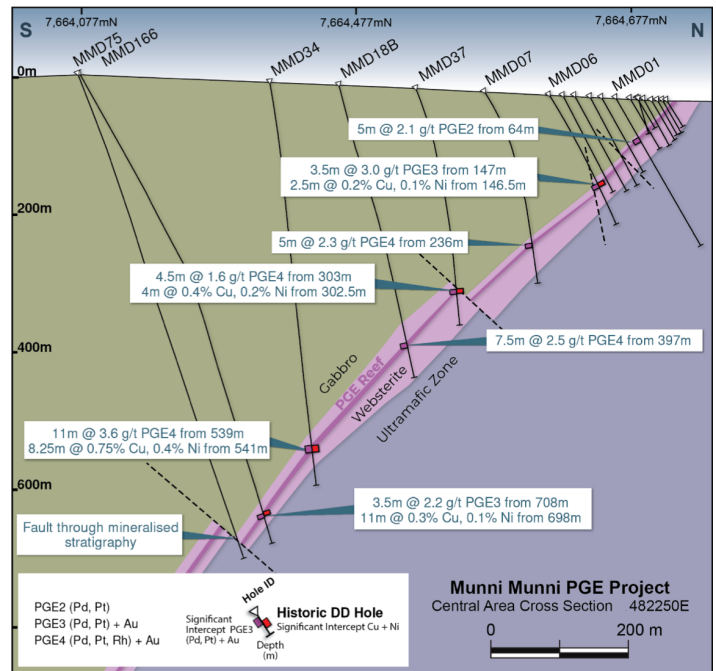 S
7,664,077mN
7,664,477mN
7,664,677mN
N
MMD75
MMD166
MMD34
MMD18B
MMD37
MMD07
MMD06
MMD01
0m
5m @ 2.1 g/t PGE2 from 64m
3.5m @ 3.0 g/t PGE3 from 147m
2.5m @ 0.2% Cu, 0.1% Ni from 146.5m
200m
5m @ 2.3 g/t PGE4 from 236m
4.5m @ 1.6 g/t PGE4 from 303m
4m @ 0.4% Cu, 0.2% Ni from 302.5m
7.5m @ 2.5 g/t PGE4 from 397m
400m
Gabbro
PGE Reef
Websterite
Ultramafic Zone
11m @ 3.6 g/t PGE4 from 539m
8.25m @ 0.75% Cu, 0.4% Ni from 541m
600m
3.5m @ 2.2 g/t PGE3 from 708m
11m @ 0.3% Cu, 0.1% Ni from 698m
Fault through mineralised
stratigraphy
PGE2 (Pd, Pt)
PGE3 (Pd, Pt) + Au
PGE4 (Pd, Pt, Rh) + Au
Hole ID
Significant
Intercept PGE3
(Pd, Pt) + Au
Historic DD Hole
Significant Intercept Cu + Ni
Depth
(m)
Munni Munni PGE Project
Central Area Cross Section 482250E
0
200 m